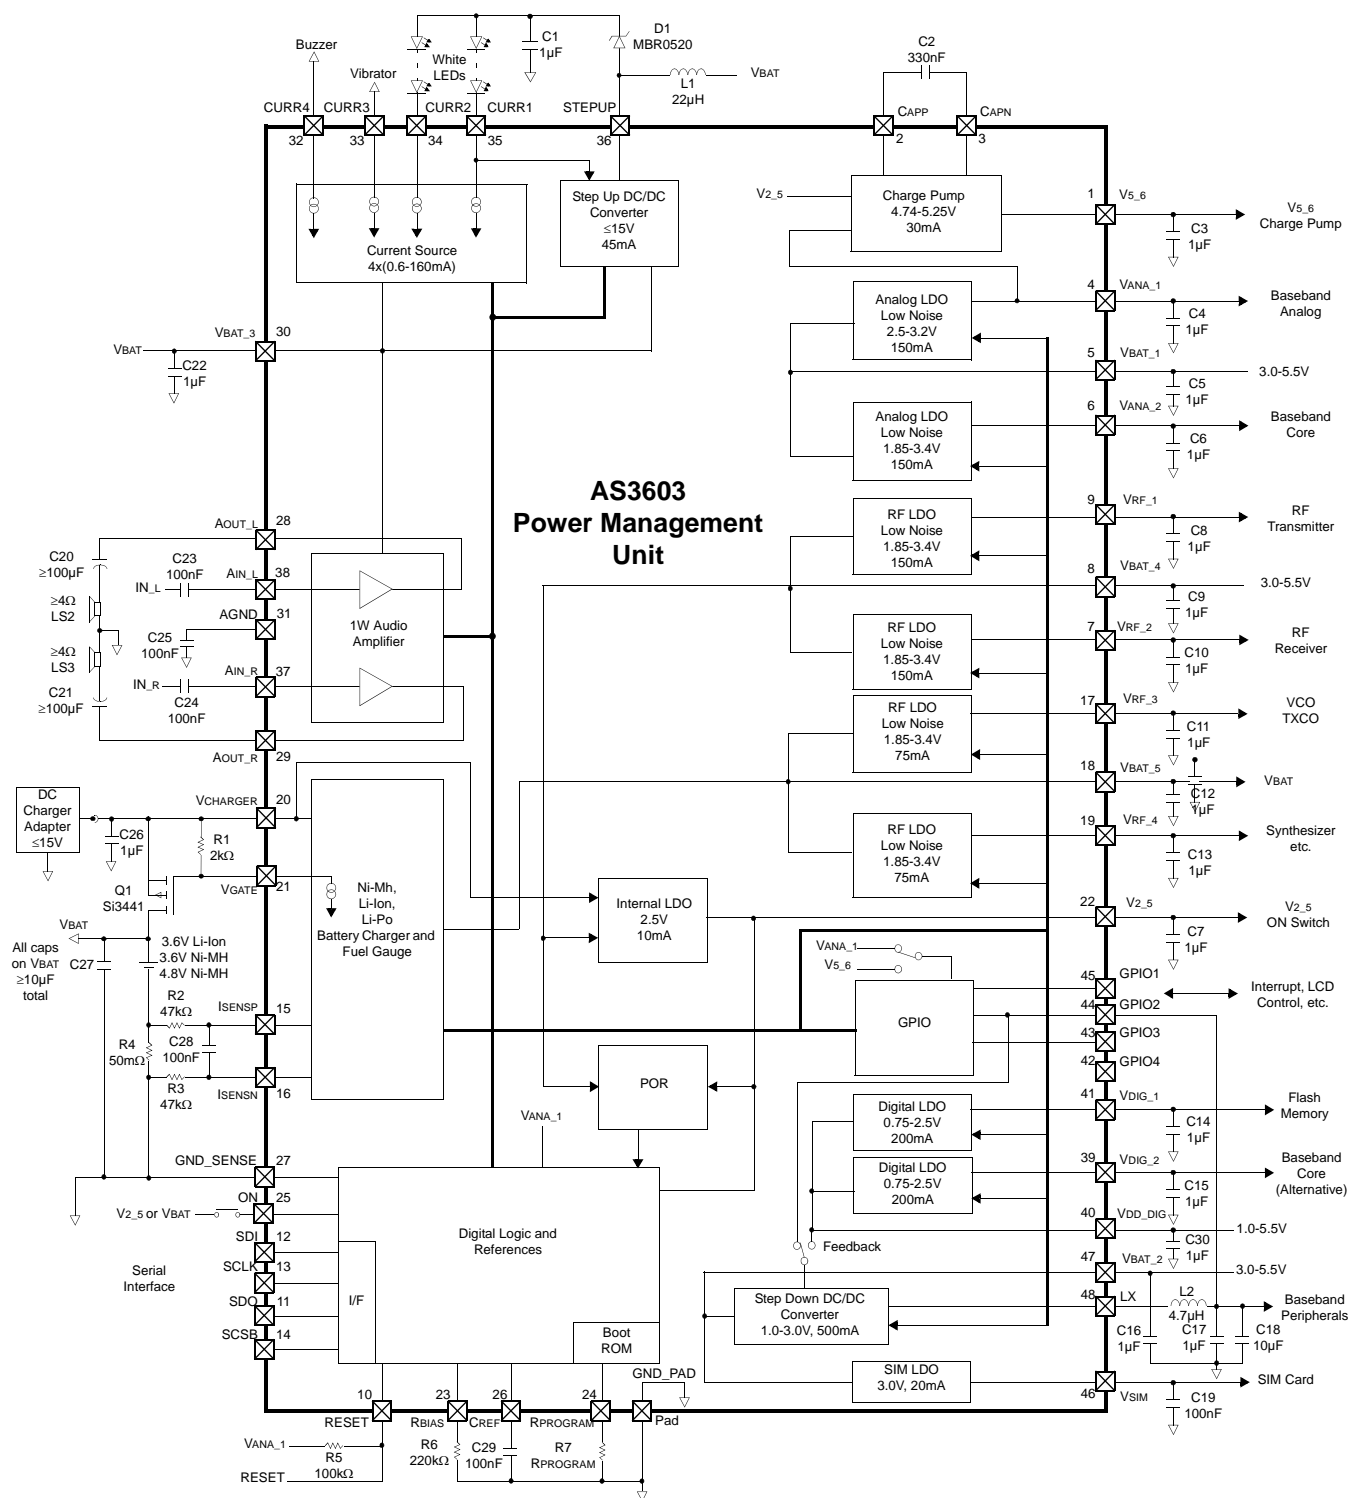 Buzzer
Vibrator
White
LEDs
C1
1µF
D1
MBR0520
L1
22µH
VBAT
C2
330nF
CURR4
CURR3
CURR2
CURR1
STEPUP
CAPP
CAPN
32
33
34
35
36
2
3
Current Source
4x(0.6-160mA)
Step Up DC/DC
Converter
≤15V
45mA
V2_5
Charge Pump
4.74-5.25V
30mA
1
V5_6
C3
1µF
V5_6
Charge Pump
4
VANA_1
C4
1µF
Baseband
Analog
Analog LDO
Low Noise
2.5-3.2V
150mA
VBAT_3
30
VBAT
C22
1µF
5
VBAT_1
C5
1µF
3.0-5.5V
6
VANA_2
C6
1µF
Baseband
Core
Analog LDO
Low Noise
1.85-3.4V
150mA
AS3603
Power Management
Unit
9
VRF_1
C8
1µF
RF
Transmitter
RF LDO
Low Noise
1.85-3.4V
150mA
8
VBAT_4
C9
1µF
3.0-5.5V
7
VRF_2
C10
1µF
RF
Receiver
RF LDO
Low Noise
1.85-3.4V
150mA
AOUT_L
28
C20
≥100µF
C23
100nF
IN_L
AIN_L
38
≥4Ω
LS2
AGND
31
C25
100nF
≥4Ω
LS3
AIN_R
37
IN_R
C24
100nF
C21
≥100µF
AOUT_R
29
1W Audio
Amplifier
17
VRF_3
C11
1µF
VCO
TXCO
RF LDO
Low Noise
1.85-3.4V
75mA
18
VBAT_5
C12
1µF
VBAT
19
VRF_4
C13
1µF
Synthesizer
etc.
RF LDO
Low Noise
1.85-3.4V
75mA
DC
Charger
Adapter
≤15V
VCHARGER
20
C26
1µF
R1
2kΩ
VGATE
21
Q1
Si3441
VBAT
All caps
on VBAT
≥10µF
total
C27
3.6V Li-Ion
3.6V Ni-MH
4.8V Ni-MH
R2
47kΩ
ISENSP
15
R4
50mΩ
C28
100nF
R3
47kΩ
ISENSN
16
Ni-Mh,
Li-Ion,
Li-Po
Battery Charger and
Fuel Gauge
Internal LDO
2.5V
10mA
22
V2_5
C7
1µF
V2_5
ON Switch
VANA_1
V5_6
GPIO
45
GPIO1
44
GPIO2
43
GPIO3
42
GPIO4
Interrupt, LCD
Control, etc.
POR
VANA_1
Digital LDO
0.75-2.5V
200mA
41
VDIG_1
C14
1µF
Flash
Memory
Digital LDO
0.75-2.5V
200mA
39
VDIG_2
C15
1µF
Baseband
Core
(Alternative)
40
VDD_DIG
C30
1µF
1.0-5.5V
Feedback
47
VBAT_2
3.0-5.5V
Step Down DC/DC
Converter
1.0-3.0V, 500mA
48
LX
L2
4.7µH
Baseband
Peripherals
C16
1µF
C17
1µF
C18
10µF
SIM LDO
3.0V, 20mA
46
VSIM
C19
100nF
SIM Card
GND_SENSE
27
ON
25
V2_5 or VBAT
SDI
12
SCLK
13
SDO
11
SCSB
14
Serial
Interface
I/F
Digital Logic and
References
Boot
ROM
GND_PAD
10
23
26
24
RESET
RBIAS
CREF
RPROGRAM
Pad
VANA_1
R5
100kΩ
RESET
R6
220kΩ
C29
100nF
R7
RPROGRAM